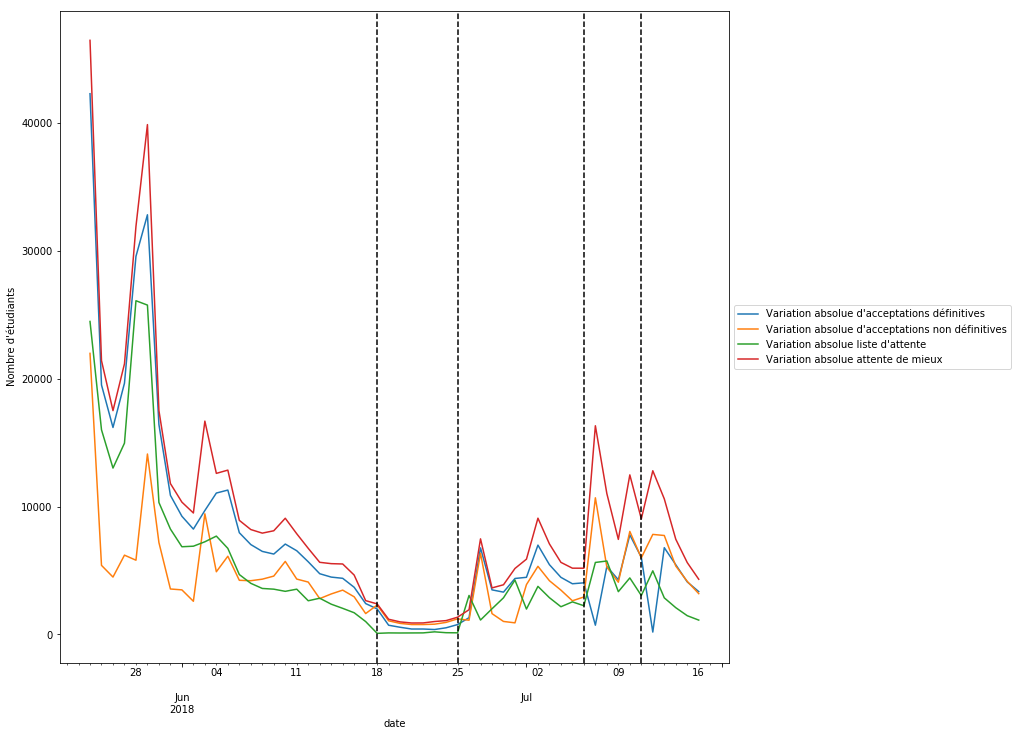 Nombre d'étudiants
40000
30000
20000
10000
0
28 04 11 18 25 02 09 16
Jun Jul
2018
date
Variation absolue d'acceptations définitives
Variation absolue d'acceptations non définitives
Variation absolue liste d'attente
Variation absolue attente de mieux